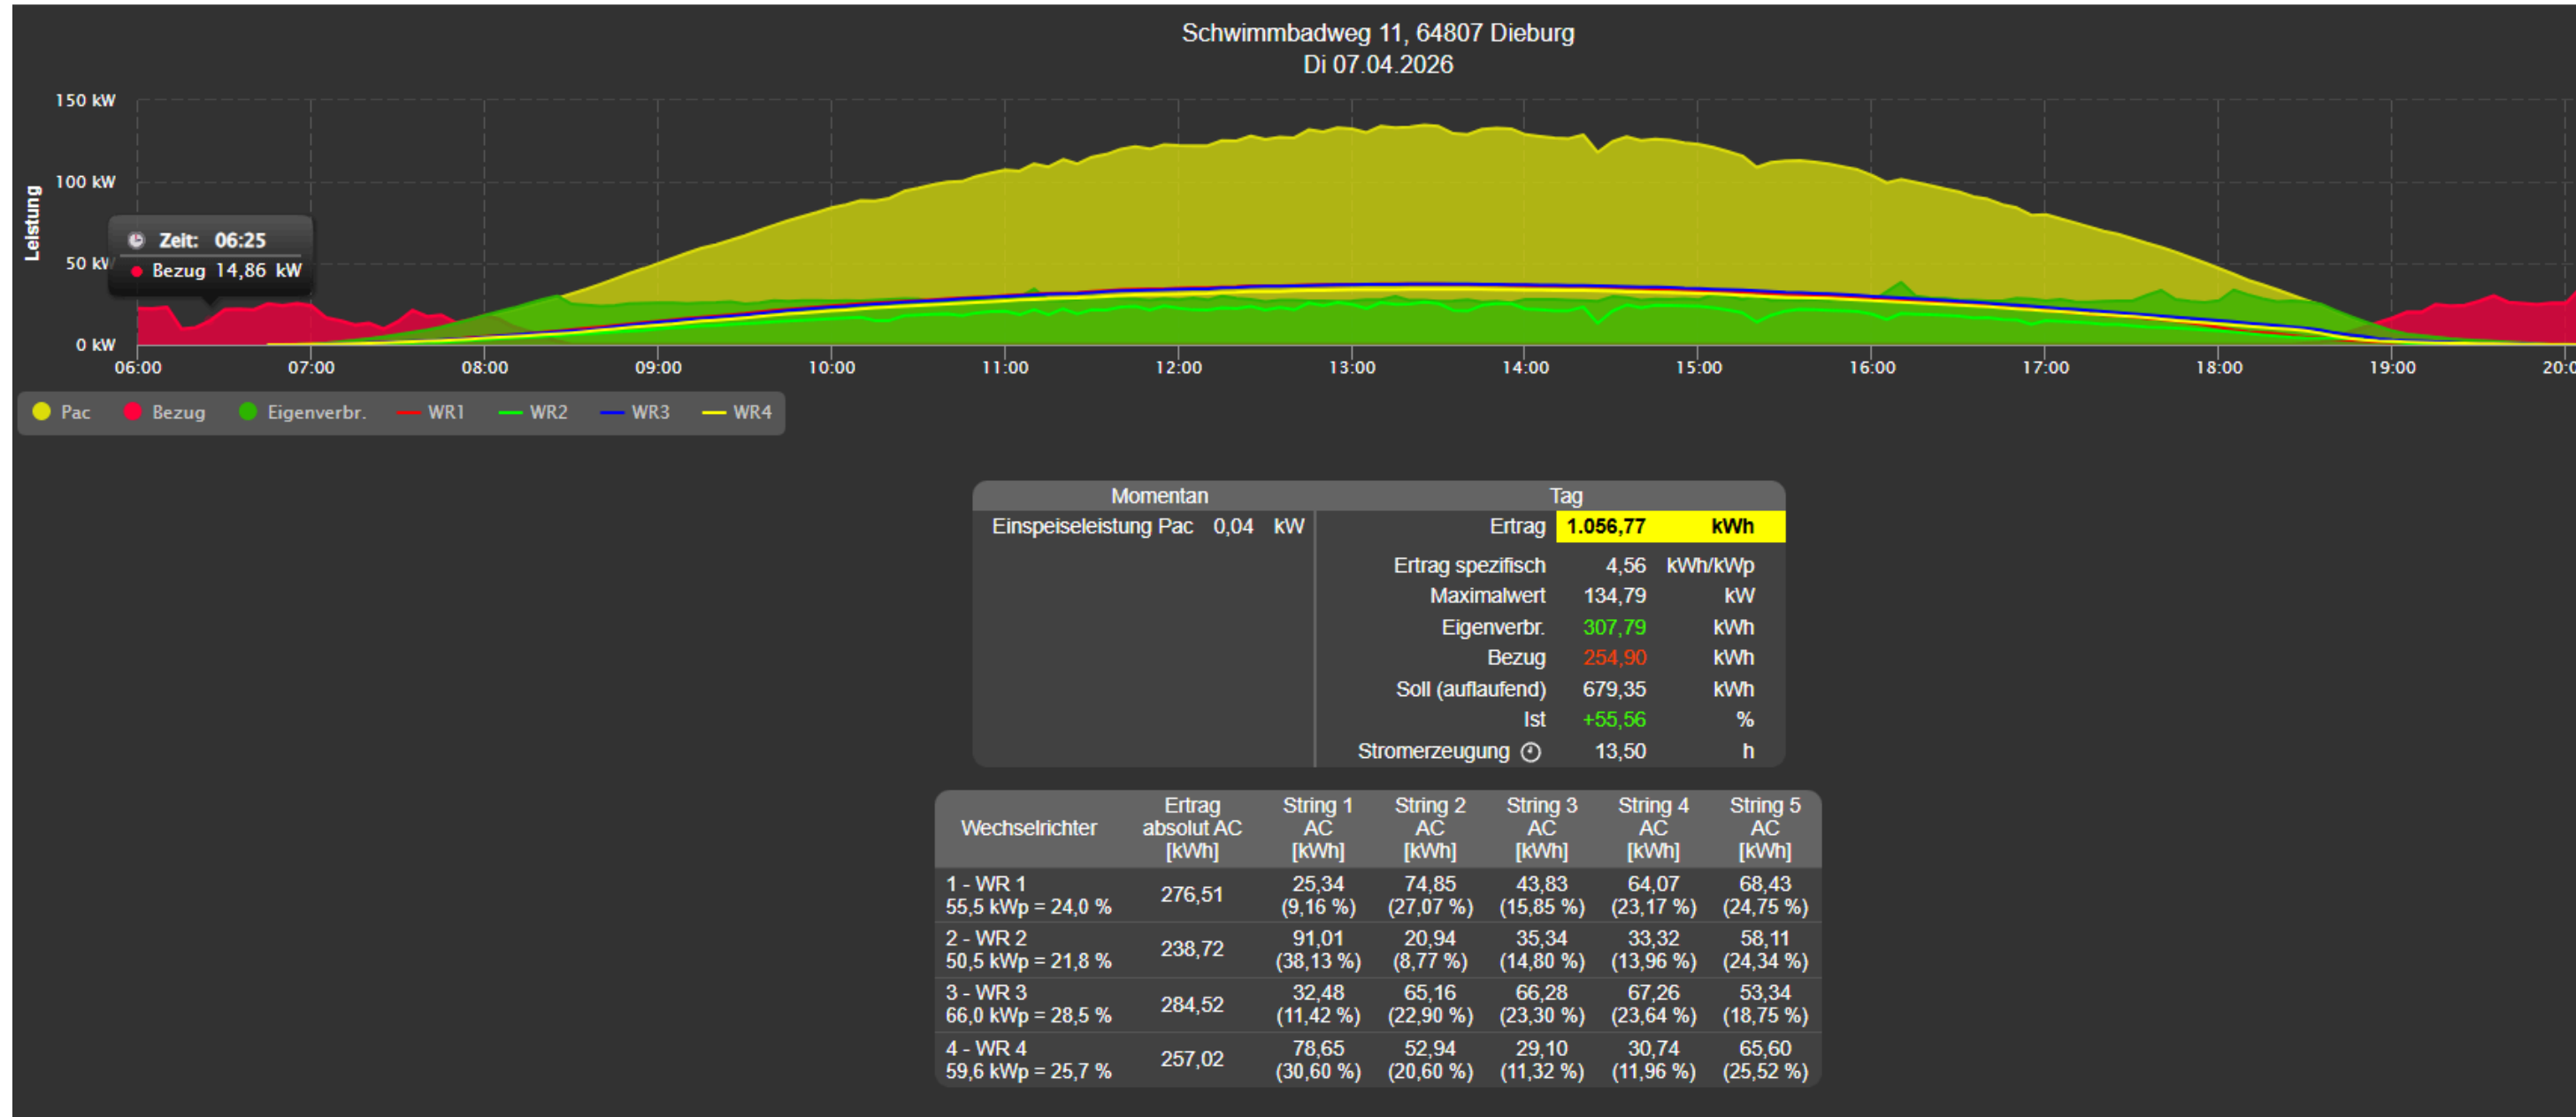 Schwimmbadweg 11, 64807 Dieburg
Di 07.04.2026
Leistung
150 kW
100 kW
50 kW
0 kW
Zeit: 06:25
Bezug 14,86 kW
06:00 07:00 08:00 09:00 10:00 11:00 12:00 13:00 14:00 15:00 16:00 17:00 18:00 19:00 20:0
Pac Bezug Eigenverbr. WR1 WR2 WR3 WR4
Momentan Tag
Einspeiseleistung Pac 0,04 kW Ertrag 1.056,77 kWh
Ertrag spezifisch 4,56 kWh/kWp
Maximalwert 134,79 kW
Eigenverbr. 307,79 kWh
Bezug 254,90 kWh
Soll (auflaufend) 679,35 kWh
Ist +55,56 %
Stromerzeugung 13,50 h
Wechselrichter Ertrag absolut AC [kWh] String 1 AC [kWh] String 2 AC [kWh] String 3 AC [kWh] String 4 AC [kWh] String 5 AC [kWh]
1 - WR 1 276,51 25,34 74,85 43,83 64,07 68,43
55,5 kWp = 24,0 % (9,16 %) (27,07 %) (15,85 %) (23,17 %) (24,75 %)
2 - WR 2 238,72 91,01 20,94 35,34 33,32 58,11
50,5 kWp = 21,8 % (38,13 %) (8,77 %) (14,80 %) (13,96 %) (24,34 %)
3 - WR 3 284,52 32,48 65,16 66,28 67,26 53,34
66,0 kWp = 28,5 % (11,42 %) (22,90 %) (23,30 %) (23,64 %) (18,75 %)
4 - WR 4 257,02 78,65 52,94 29,10 30,74 65,60
59,6 kWp = 25,7 % (30,60 %) (20,60 %) (11,32 %) (11,96 %) (25,52 %)